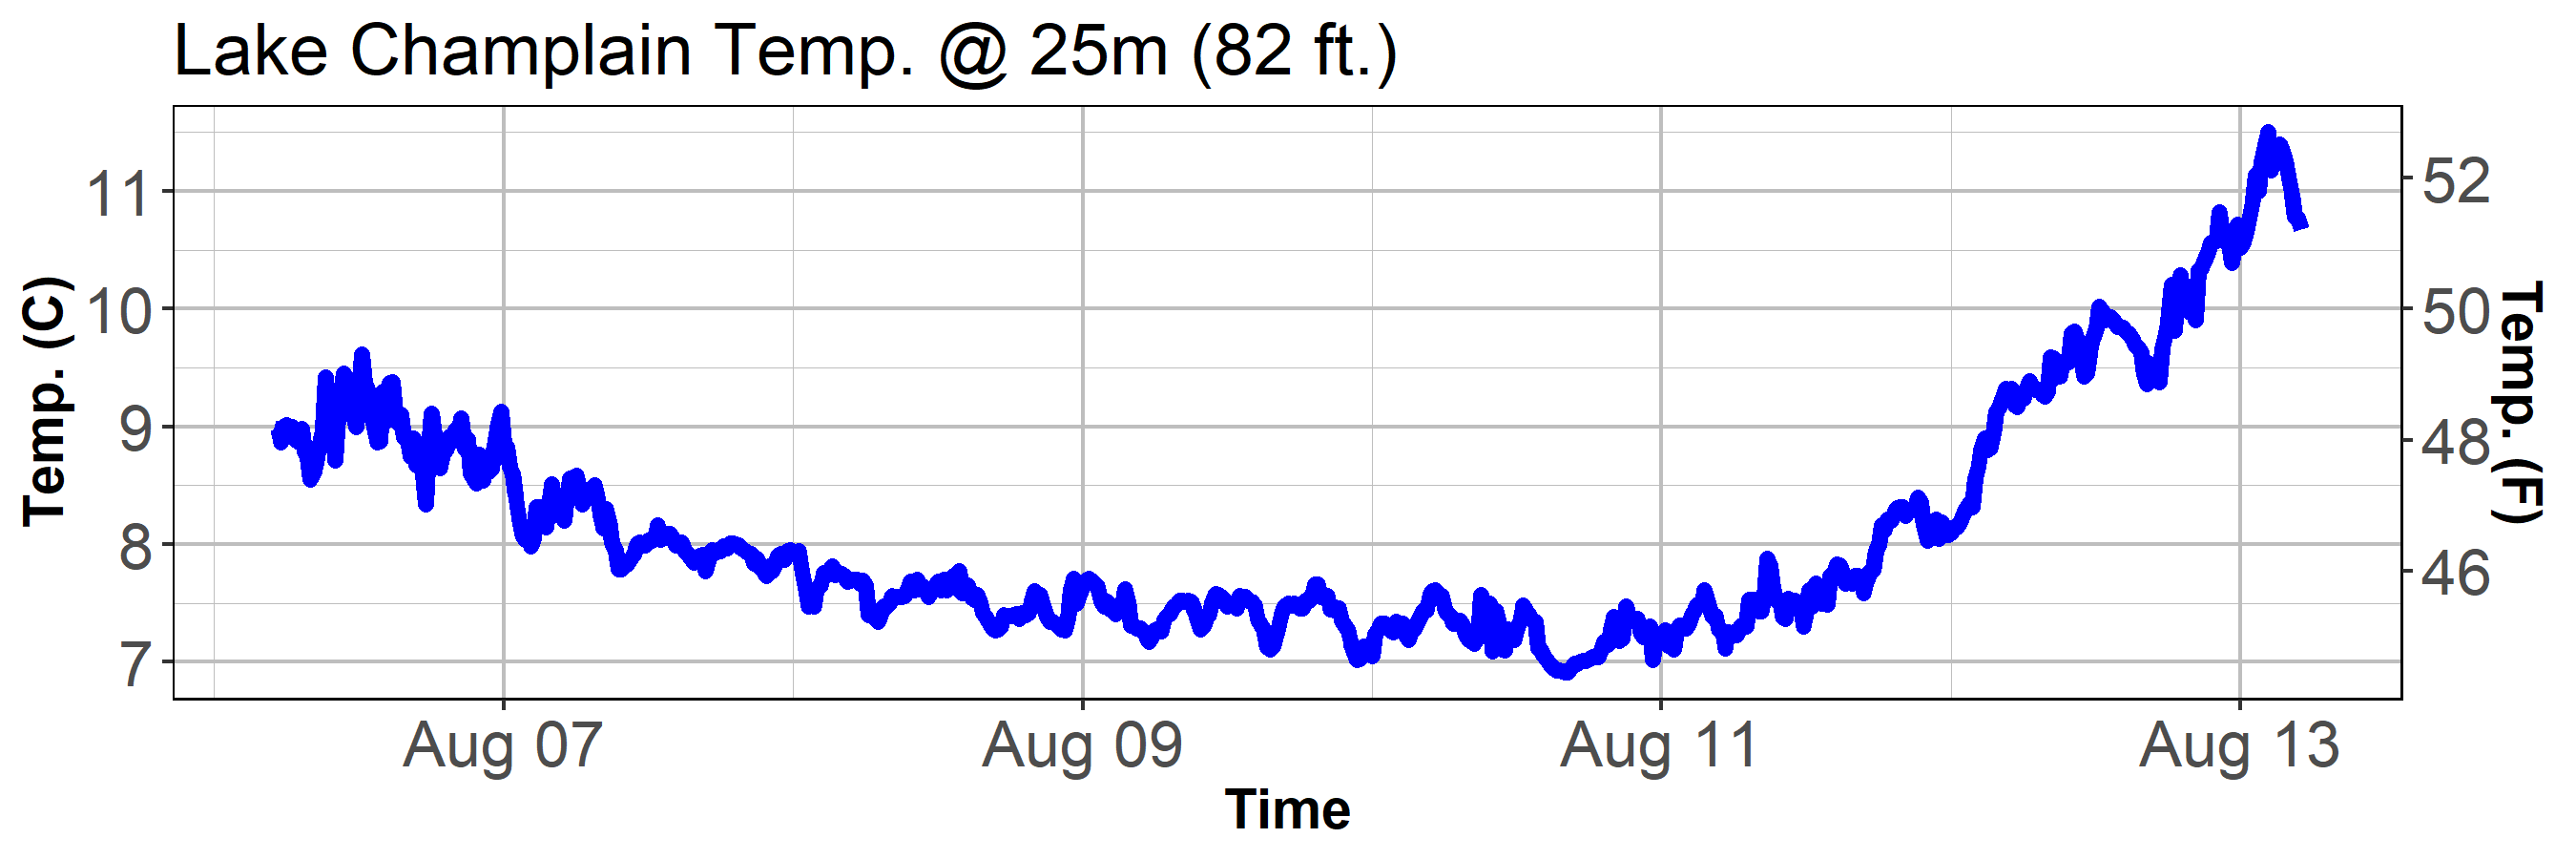 Lake Champlain Temp. @ 25m (82 ft.)
Temp. (C)
11
10
9
8
7
52
50
48
46
Temp. (F)
Aug 07
Aug 09
Aug 11
Aug 13
Time